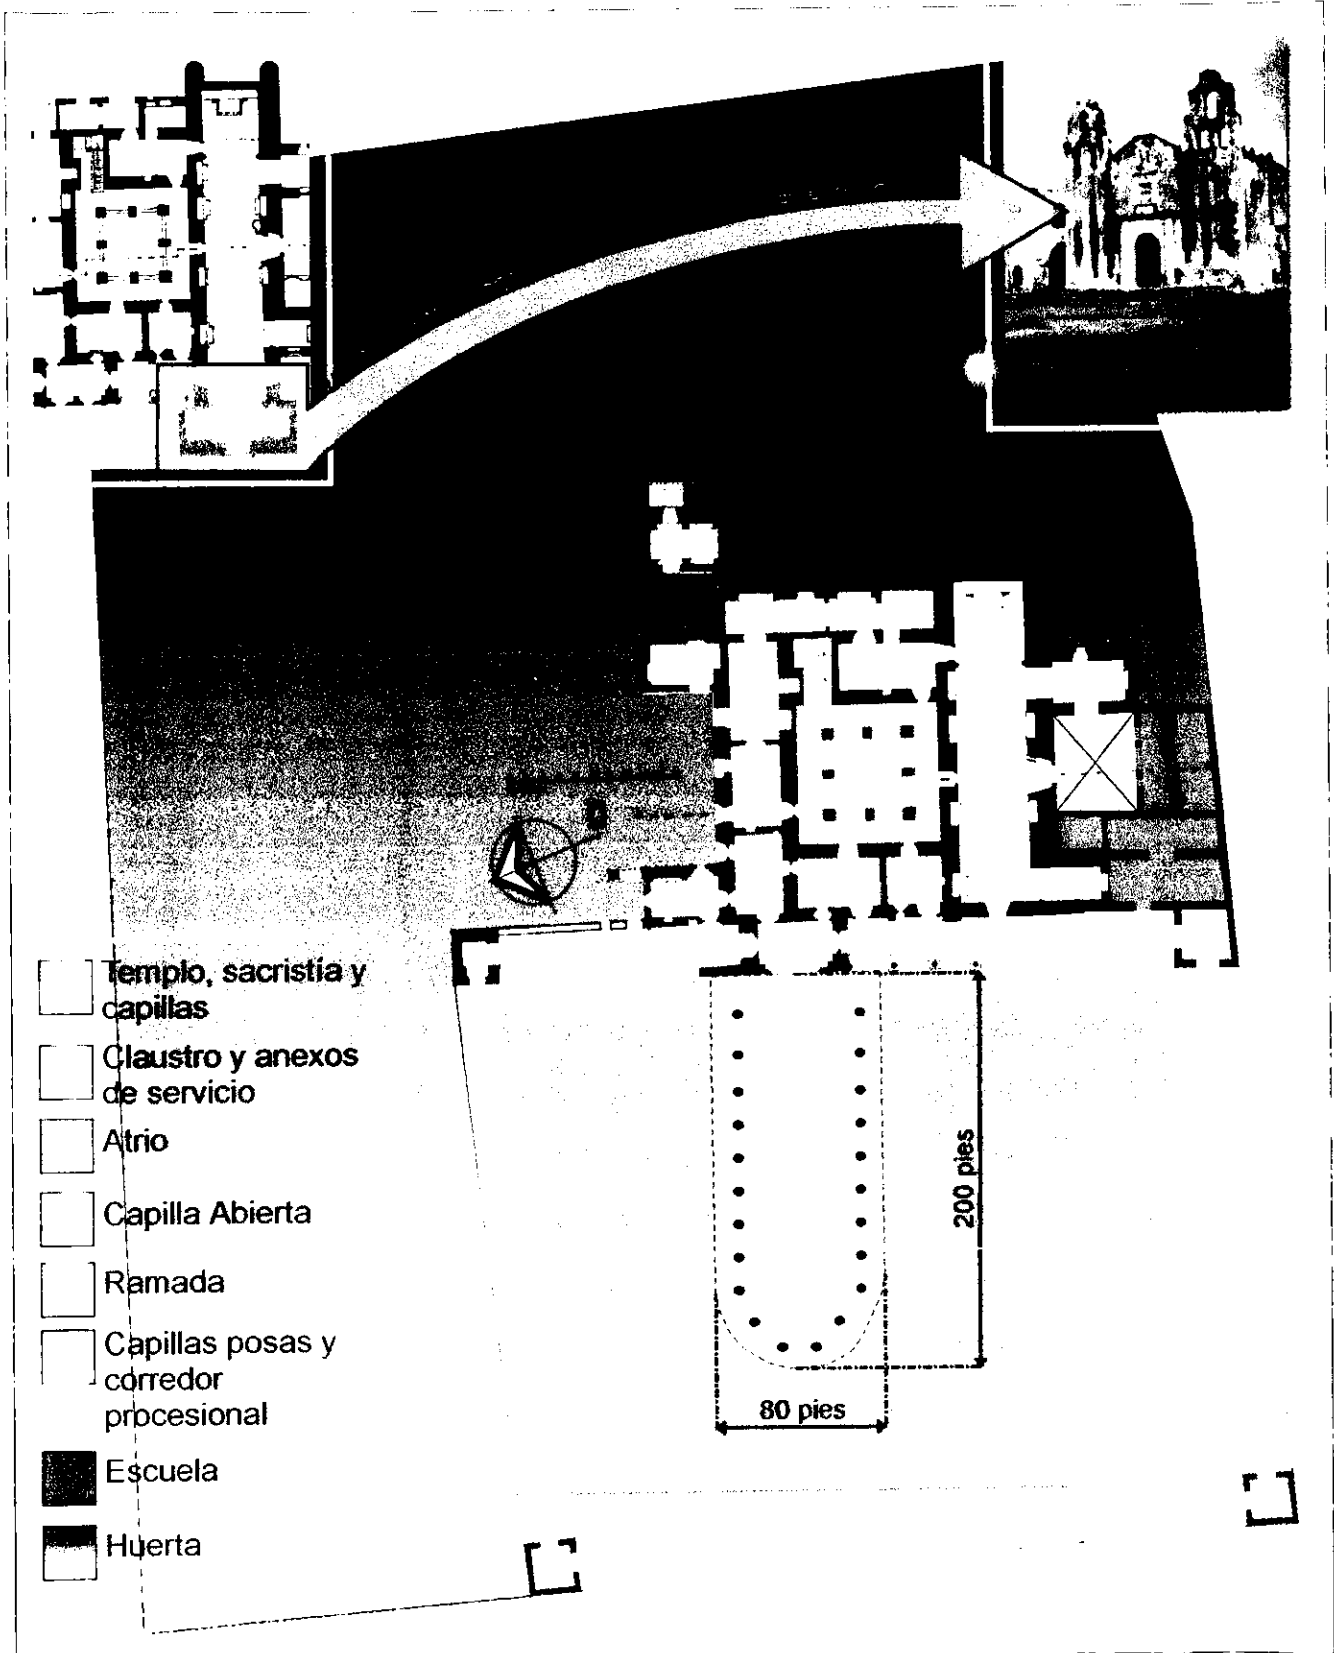 Templo, sacristía y
capillas
Claustro y anexos
de servicio
Atrio
Capilla Abierta
Ramada
Capillas posas y
corredor
procesional
Escuela
Huerta
200 pies
80 pies